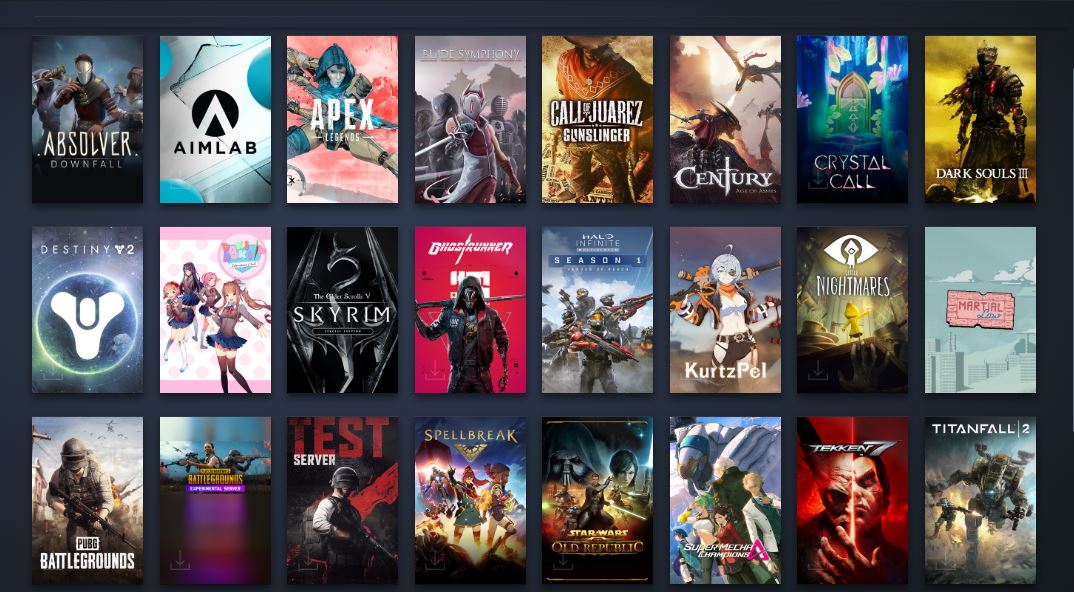 ABSOLVER
DOWNFALL
AIMLAB
APEX
LEGENDS
BLADE SYMPHONY
CALL OF JUAREZ
GUNSLINGER
CENTURY
AGE OF ASHES
CRYSTAL
CALL
DARK SOULS III
DESTINY 2
DOKI
DOKI
Literature Club!
The Elder Scrolls V
SKYRIM
SPECIAL EDITION
GHOSTRUNNER
HALO
INFINITE
MULTIPLAYER
SEASON 1
HEROES OF REACH
KurtzPel
LITTLE
NIGHTMARES
MARTIAL
Law
PUBG
BATTLEGROUNDS
BATTLEGROUNDS
EXPERIMENTAL SERVER
TEST
SERVER
SPELLBREAK
STAR WARS
THE
OLD REPUBLIC
SUPER MECHA
CHAMPIONS
TEKKEN 7
TITANFALL|2